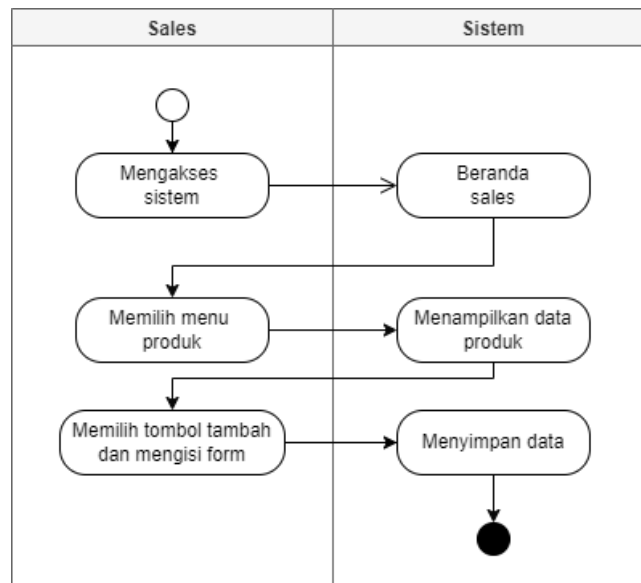 Sales
Sistem
Mengakses
sistem
Beranda
sales
Memilih menu
produk
Menampilkan data
produk
Memilih tombol tambah
dan mengisi form
Menyimpan data